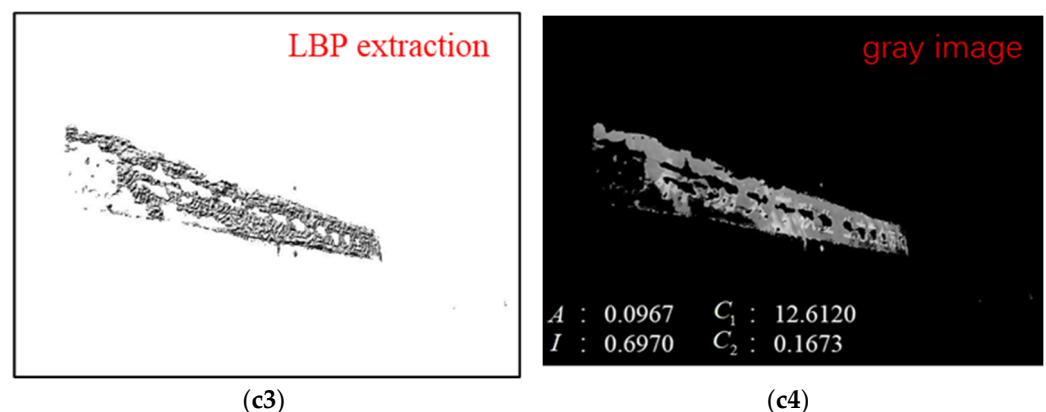 LBP extraction
gray image
A : 0.0967 C₁ : 12.6120
I : 0.6970 C₂ : 0.1673
(c3)
(c4)